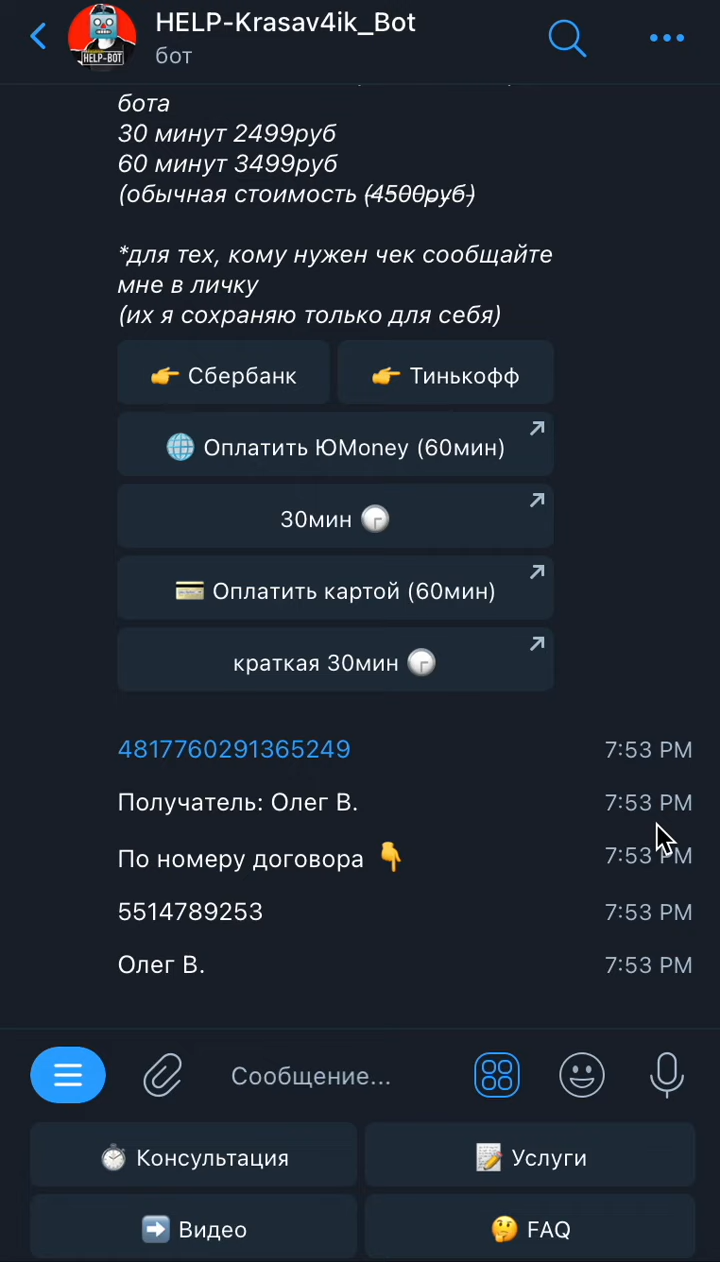 HELP-Krasav4ik_Bot
бот
HELP-BOT
бота
30 минут 2499руб
60 минут 3499руб
(обычная стоимость (4500руб)
*для тех, кому нужен чек сообщайте
мне в личку
(их я сохраняю только для себя)
👉 Сбербанк
👉 Тинькофф
🌐 Оплатить ЮMoney (60мин)
30мин 🕞
💳 Оплатить картой (60мин)
краткая 30мин 🕞
4817760291365249 7:53 PM
Получатель: Олег В. 7:53 PM
По номеру договора 👇 7:53 PM
5514789253 7:53 PM
Олег В. 7:53 PM
Сообщение...
⏱ Консультация
📝 Услуги
➡️ Видео
🤔 FAQ